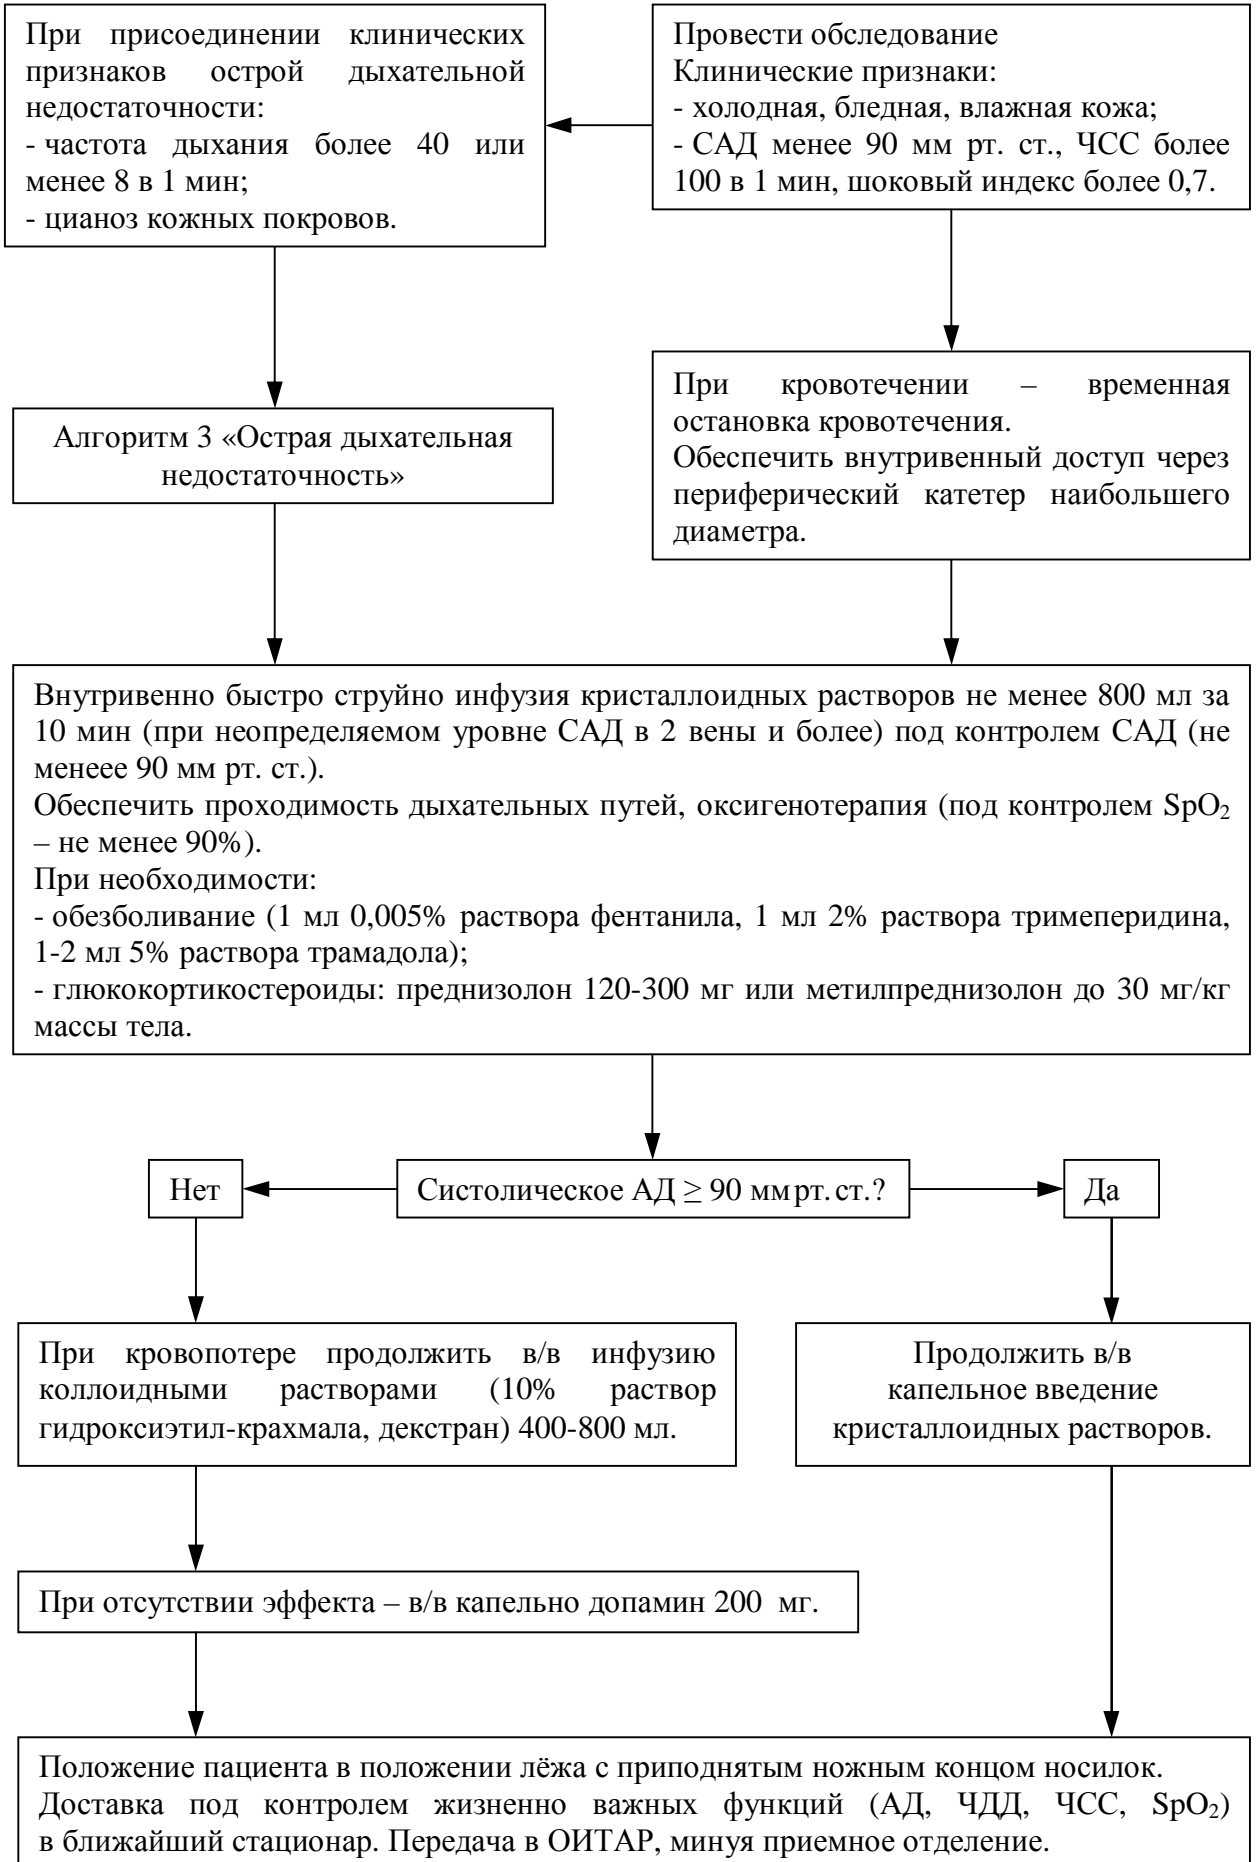 При присоединении клинических
признаков острой дыхательной
недостаточности:
- частота дыхания более 40 или
менее 8 в 1 мин;
- цианоз кожных покровов.
Провести обследование
Клинические признаки:
- холодная, бледная, влажная кожа;
- САД менее 90 мм рт. ст., ЧСС более
100 в 1 мин, шоковый индекс более 0,7.
Алгоритм 3 «Острая дыхательная
недостаточность»
При кровотечении – временная
остановка кровотечения.
Обеспечить внутривенный доступ через
периферический катетер наибольшего
диаметра.
Внутривенно быстро струйно инфузия кристаллоидных растворов не менее 800 мл за
10 мин (при неопределяемом уровне САД в 2 вены и более) под контролем САД (не
менеее 90 мм рт. ст.).
Обеспечить проходимость дыхательных путей, оксигенотерапия (под контролем SpO₂
– не менее 90%).
При необходимости:
- обезболивание (1 мл 0,005% раствора фентанила, 1 мл 2% раствора тримеперидина,
1-2 мл 5% раствора трамадола);
- глюкокортикостероиды: преднизолон 120-300 мг или метилпреднизолон до 30 мг/кг
массы тела.
Нет
Систолическое АД ≥ 90 мм рт. ст.?
Да
При кровопотере продолжить в/в инфузию
коллоидными растворами (10% раствор
гидроксиэтил-крахмала, декстран) 400-800 мл.
Продолжить в/в
капельное введение
кристаллоидных растворов.
При отсутствии эффекта – в/в капельно допамин 200 мг.
Положение пациента в положении лёжа с приподнятым ножным концом носилок.
Доставка под контролем жизненно важных функций (АД, ЧДД, ЧСС, SpO₂)
в ближайший стационар. Передача в ОИТАР, минуя приемное отделение.